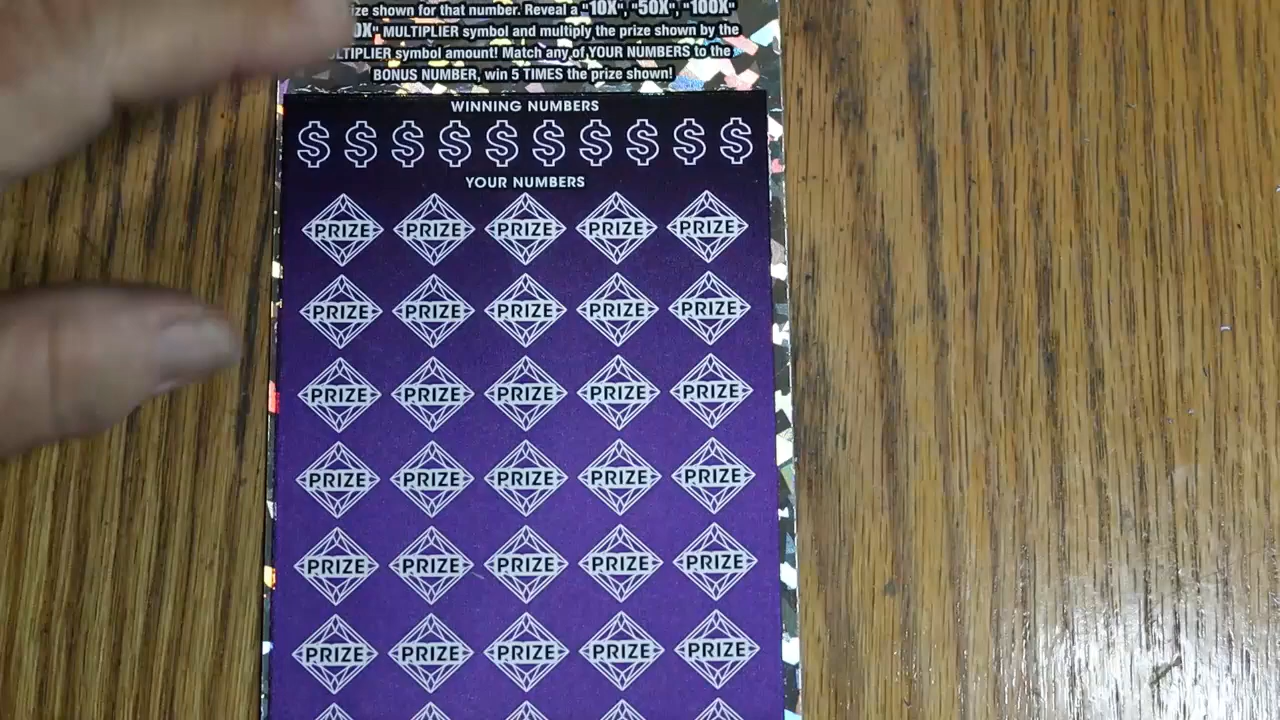 shown for that number. Reveal a "10X", "50X", "100X"
MULTIPLIER symbol and multiply the prize shown by the
symbol amount! Match any of YOUR NUMBERS to the
BONUS NUMBER, win 5 TIMES the prize shown!
WINNING NUMBERS
$ $ $ $ $ $ $ $ $ $
YOUR NUMBERS
PRIZE PRIZE PRIZE PRIZE PRIZE
PRIZE PRIZE PRIZE PRIZE PRIZE
PRIZE PRIZE PRIZE PRIZE PRIZE
PRIZE PRIZE PRIZE PRIZE PRIZE
PRIZE PRIZE PRIZE PRIZE PRIZE
PRIZE PRIZE PRIZE PRIZE PRIZE